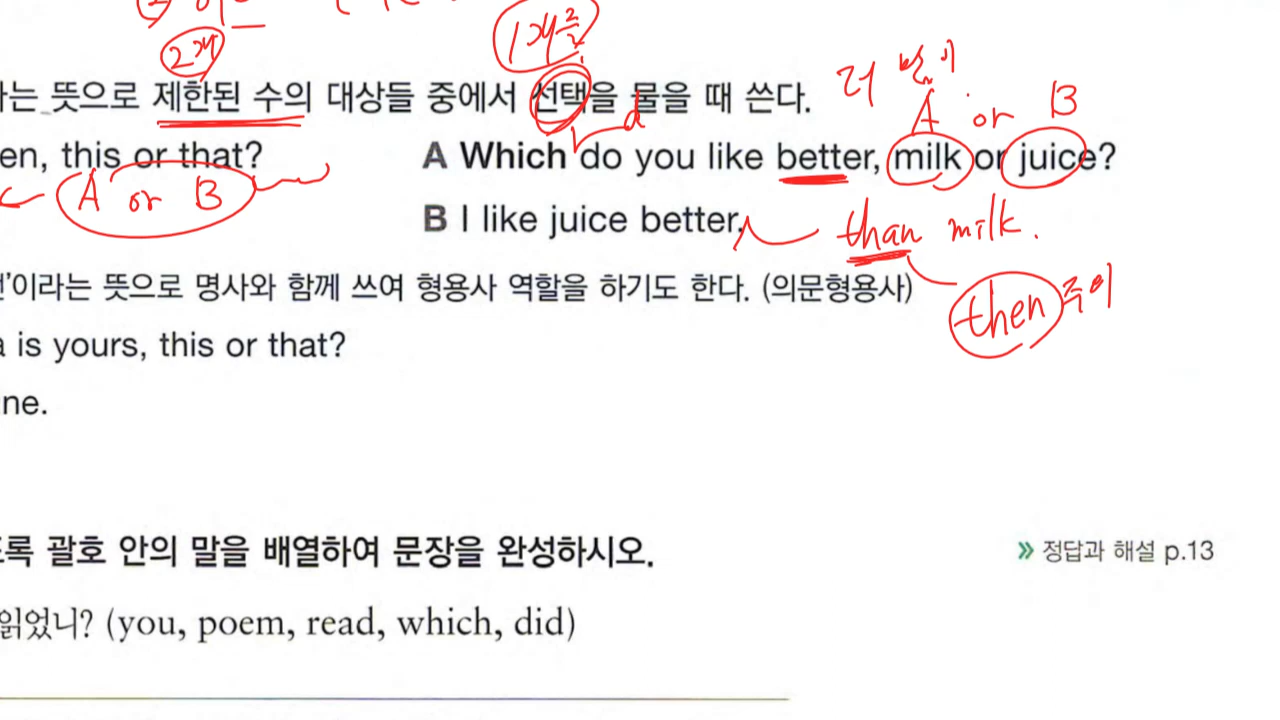 2개
1개를
는 뜻으로 제한된 수의 대상들 중에서 선택을 물을 때 쓴다.
더 많이
A or B
en, this or that?
A Which do you like better, milk or juice?
A or B
B I like juice better.
than milk.
이라는 뜻으로 명사와 함께 쓰여 형용사 역할을 하기도 한다. (의문형용사)
then 주의
is yours, this or that?
ne.
록 괄호 안의 말을 배열하여 문장을 완성하시오.
» 정답과 해설 p.13
읽었니? (you, poem, read, which, did)